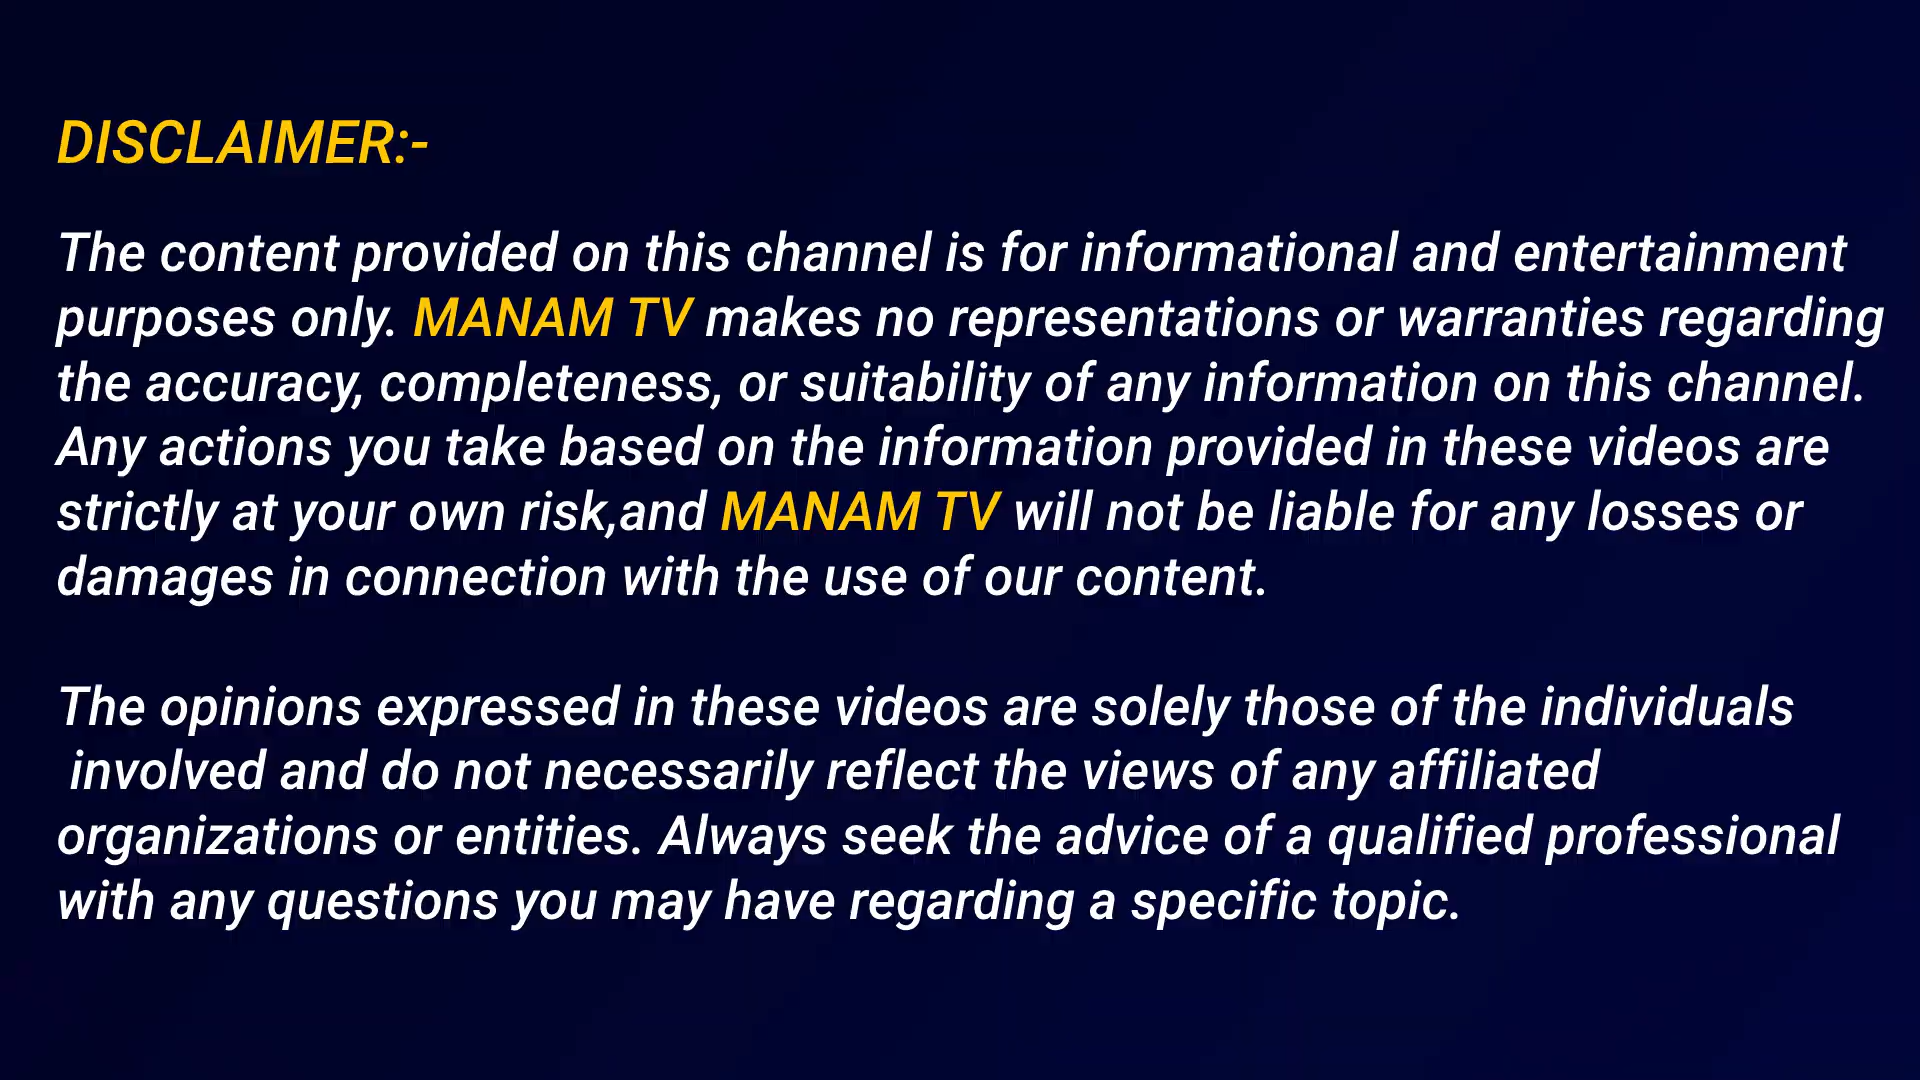 DISCLAIMER:-
The content provided on this channel is for informational and entertainment
purposes only. MANAM TV makes no representations or warranties regarding
the accuracy, completeness, or suitability of any information on this channel.
Any actions you take based on the information provided in these videos are
strictly at your own risk,and MANAM TV will not be liable for any losses or
damages in connection with the use of our content.
The opinions expressed in these videos are solely those of the individuals
involved and do not necessarily reflect the views of any affiliated
organizations or entities. Always seek the advice of a qualified professional
with any questions you may have regarding a specific topic.